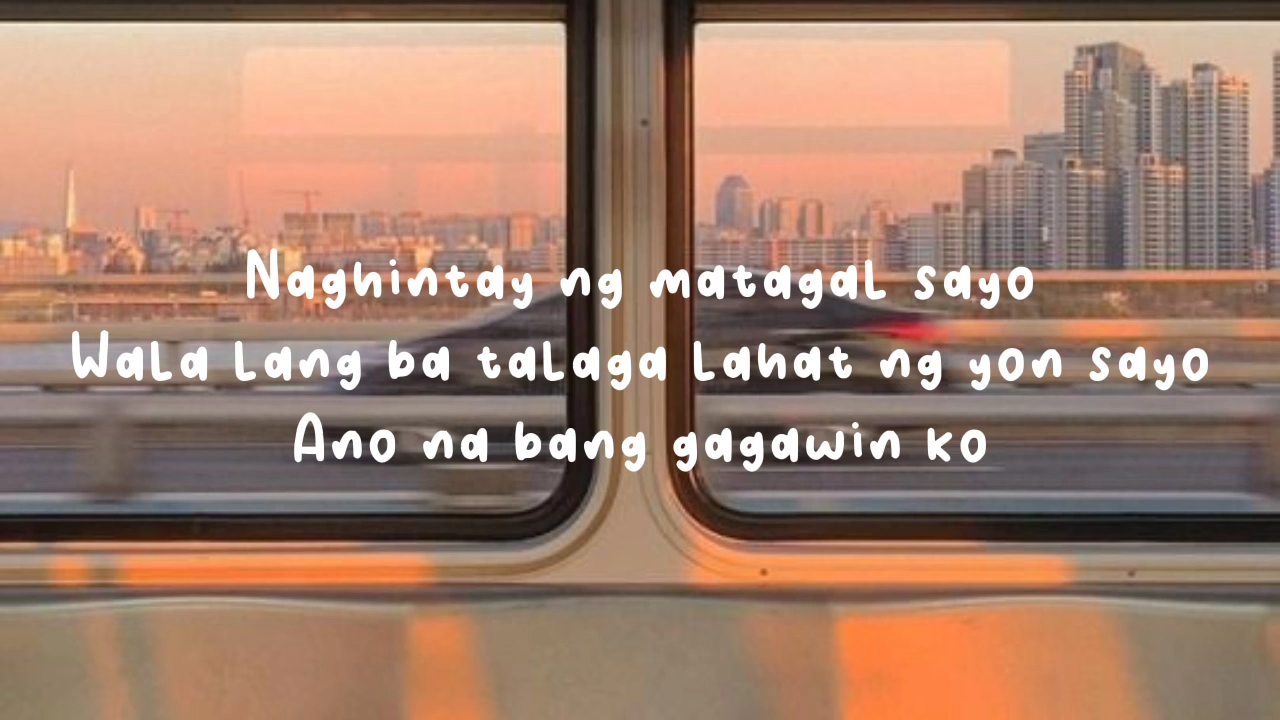 Naghintay ng matagal sayo
Wala lang ba talaga lahat ng yon sayo
Ano na bang gagawin ko